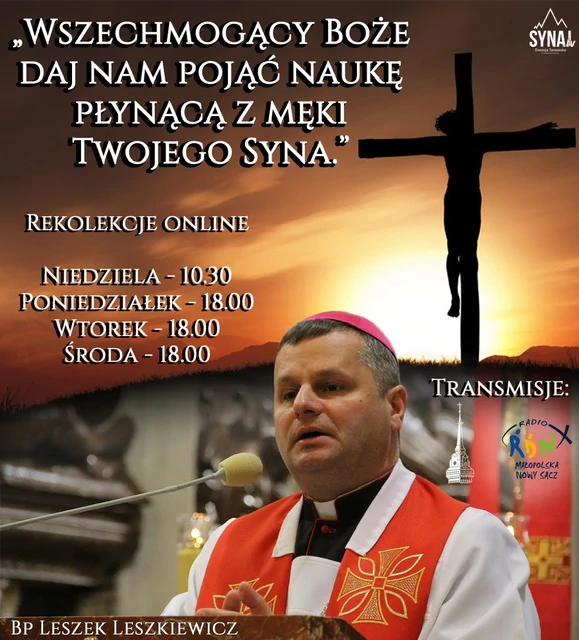 SYNAJ
„Wszechmogący Boże
daj nam pojąć naukę
płynącą z męki
Twojego Syna.”
Rekolekcje online
Niedziela - 10,30
Poniedziałek - 18.00
Wtorek - 18.00
Środa - 18.00
Transmisje:
RADIO
RDN
MAŁOPOLSKA
NOWY SĄCZ
Bp Leszek Leszkiewicz